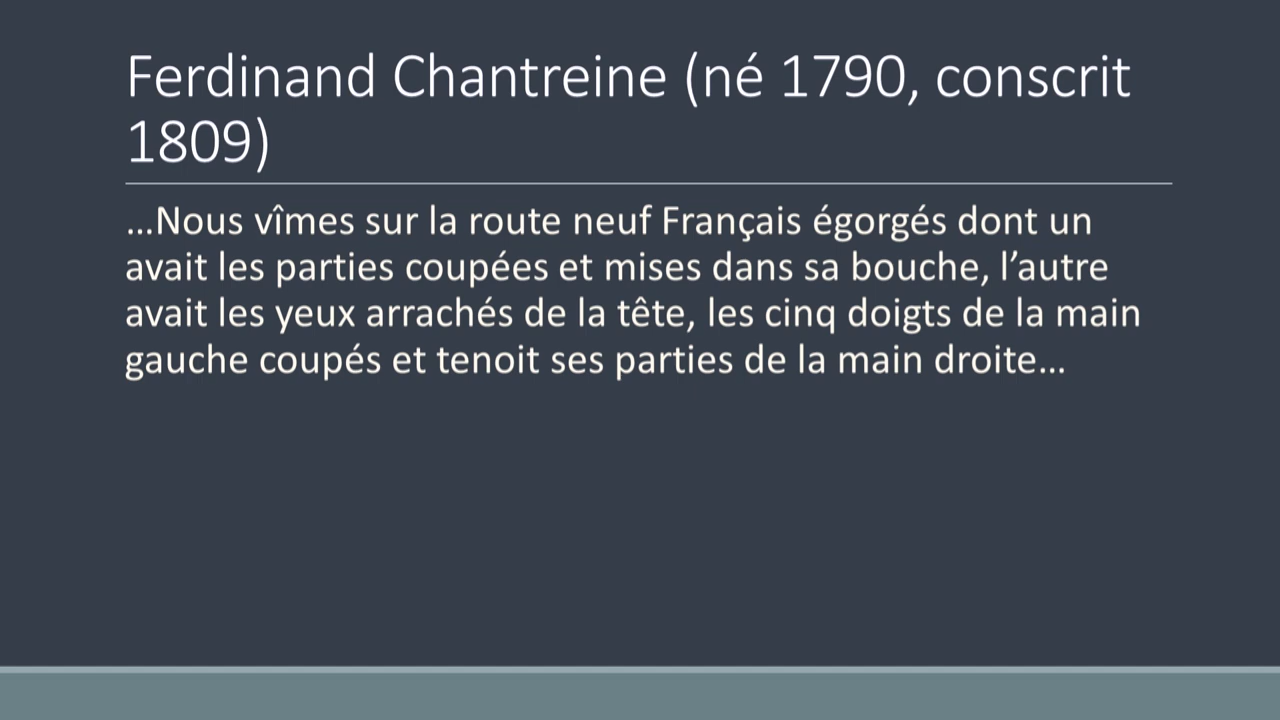 Ferdinand Chantreine (né 1790, conscrit
1809)
…Nous vîmes sur la route neuf Français égorgés dont un
avait les parties coupées et mises dans sa bouche, l’autre
avait les yeux arrachés de la tête, les cinq doigts de la main
gauche coupés et tenoit ses parties de la main droite…